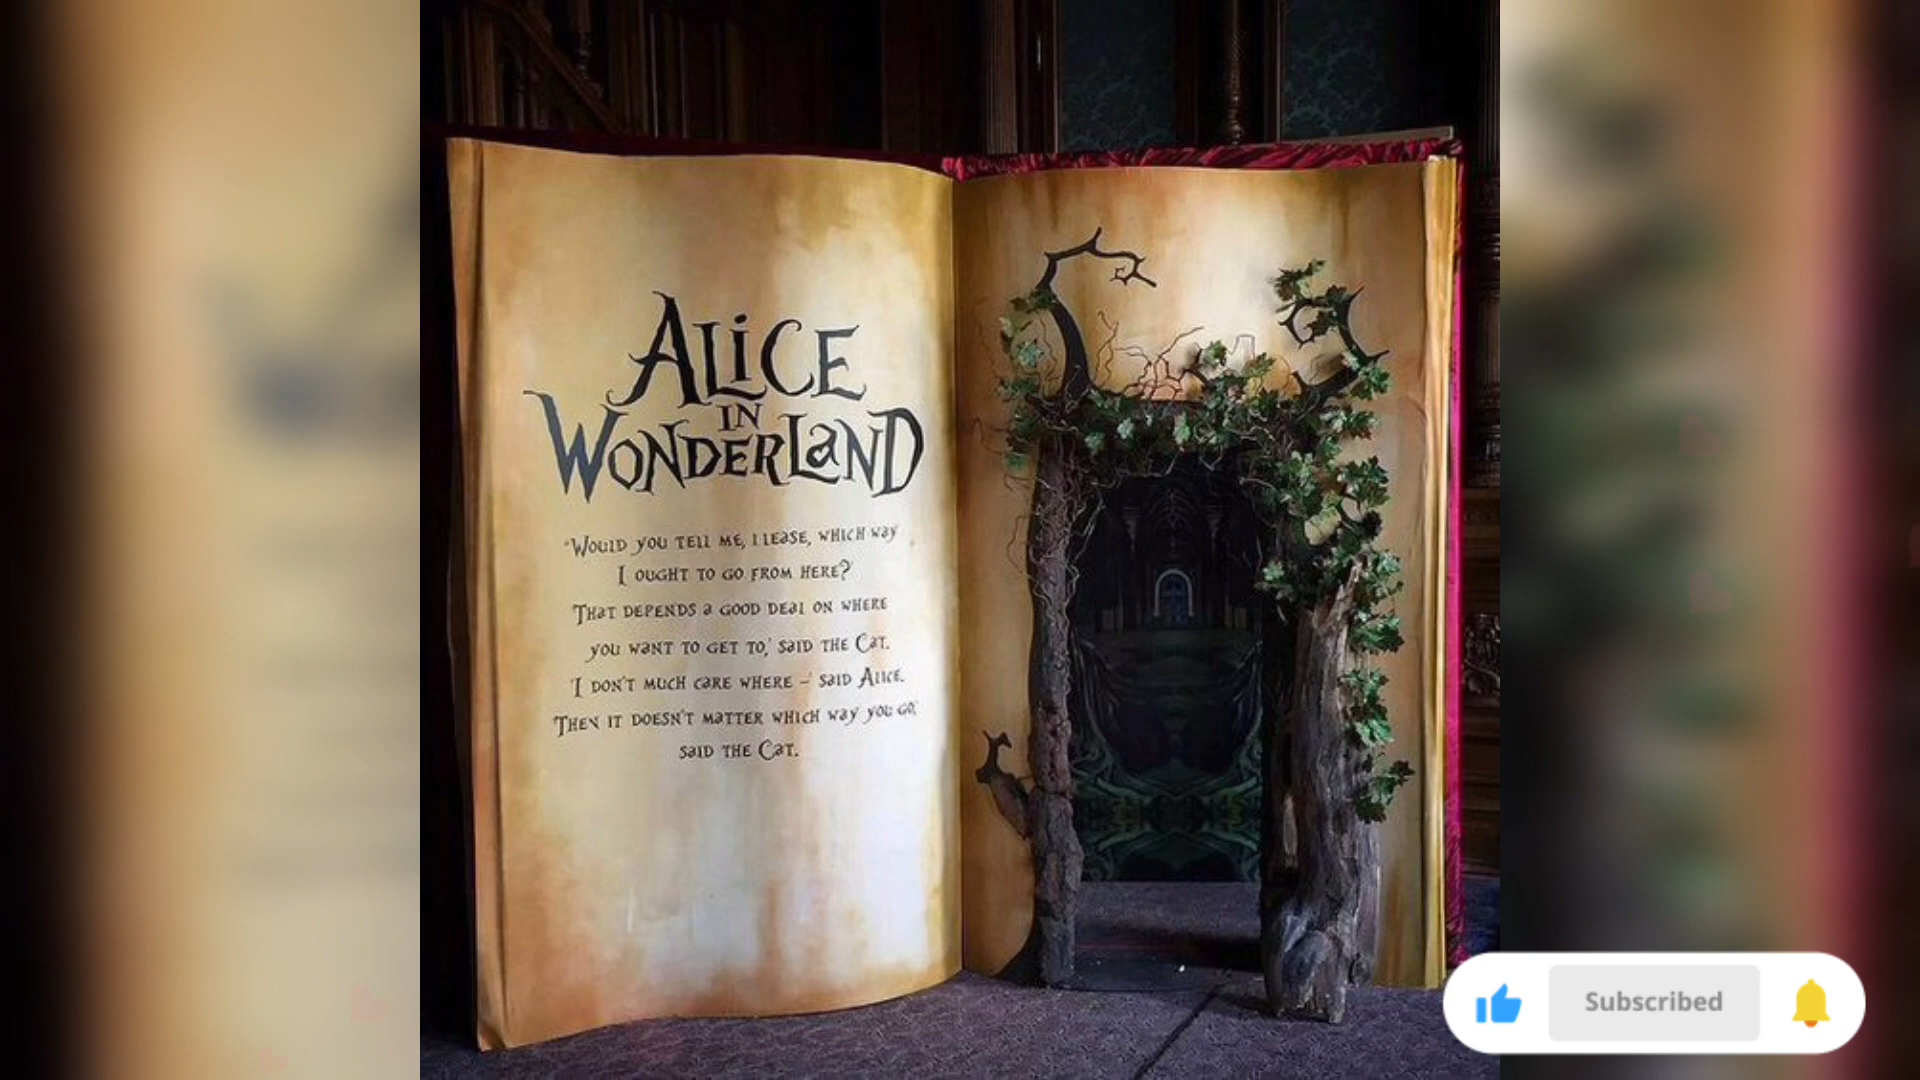 ALiCE
IN
WONDERLaND
"WOULD YOU TELL ME, PLEASE, WHICH WAY
I OUGHT TO GO FROM HERE?'
'THAT DEPENDS A GOOD DEAL ON WHERE
YOU WANT TO GET TO,' SAID THE CAT.
'I DON'T MUCH CARE WHERE –' SAID ALICE.
'THEN IT DOESN'T MATTER WHICH WAY YOU GO,'
SAID THE CAT.
Subscribed